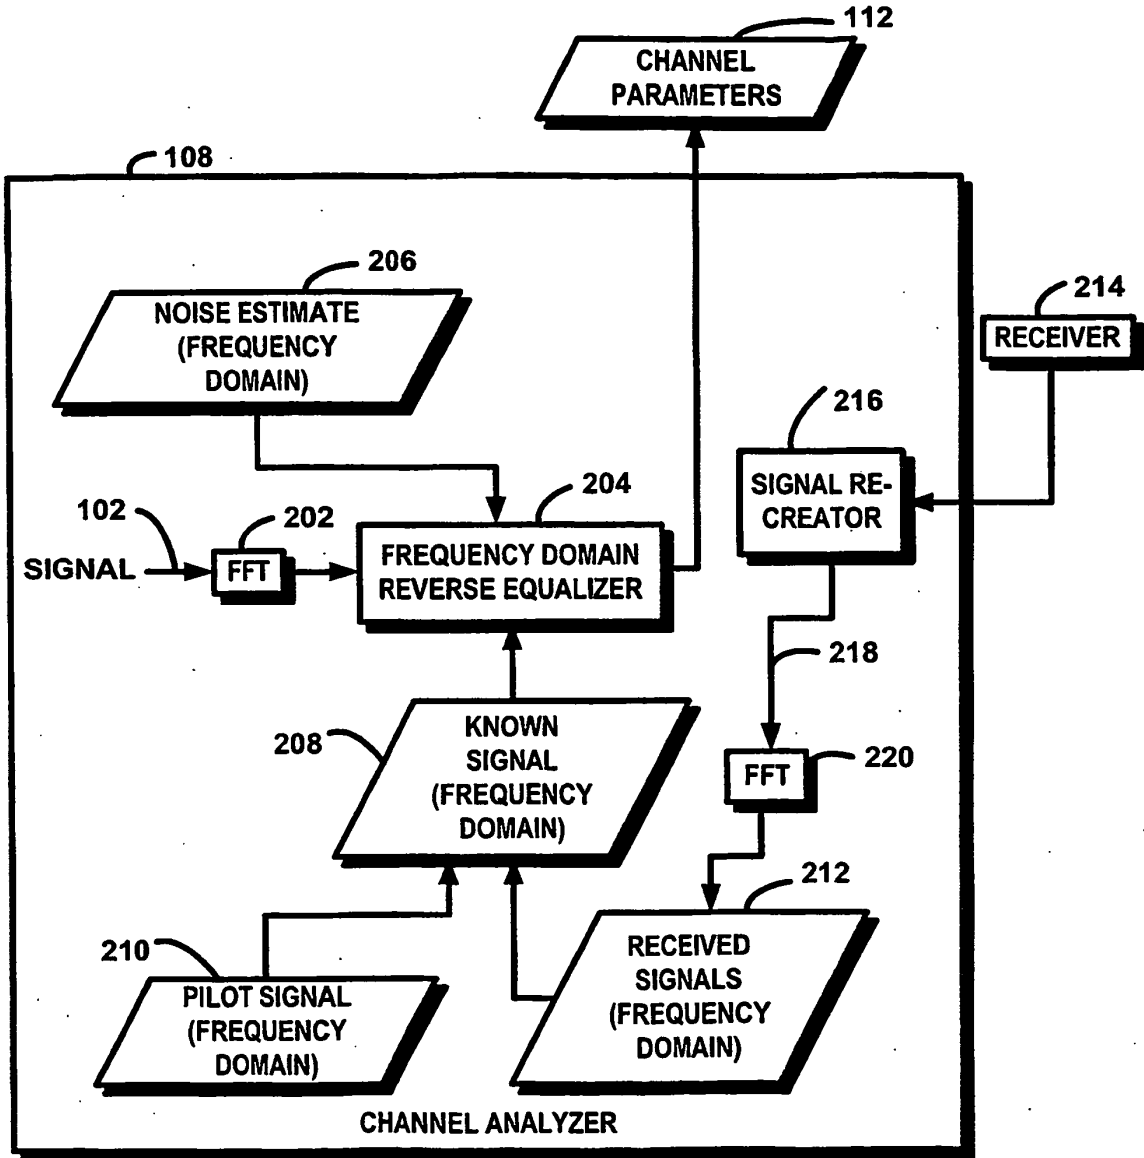 112
CHANNEL
PARAMETERS
108
206
NOISE ESTIMATE
(FREQUENCY
DOMAIN)
214
RECEIVER
216
SIGNAL RE-
CREATOR
102
SIGNAL
202
FFT
204
FREQUENCY DOMAIN
REVERSE EQUALIZER
218
208
KNOWN
SIGNAL
(FREQUENCY
DOMAIN)
FFT
220
212
RECEIVED
SIGNALS
(FREQUENCY
DOMAIN)
210
PILOT SIGNAL
(FREQUENCY
DOMAIN)
CHANNEL ANALYZER